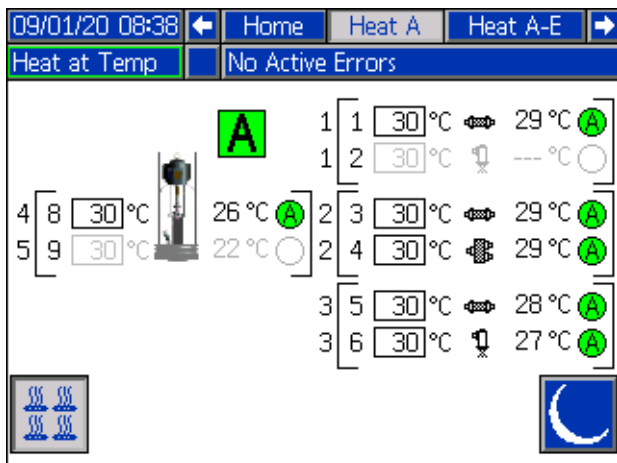 09/01/20 08:38 Home Heat A Heat A-E
Heat at Temp No Active Errors
A
1 1 30 °C 29 °C A
1 2 30 °C --- °C
4 8 30 °C 26 °C A 2 3 30 °C 29 °C A
5 9 30 °C 22 °C 2 4 30 °C 29 °C A
3 5 30 °C 28 °C A
3 6 30 °C 27 °C A